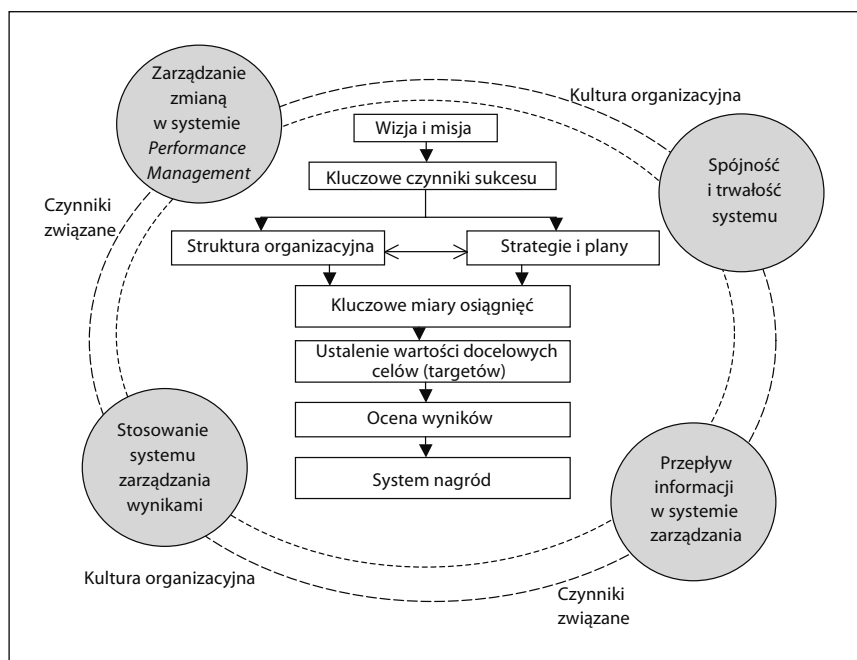 Zarządzanie
zmianą
w systemie
Performance
Management
Kultura organizacyjna
Wizja i misja
Spójność
i trwałość
systemu
Kluczowe czynniki sukcesu
Czynniki
związane
Struktura organizacyjna
Strategie i plany
Kluczowe miary osiągnięć
Ustalenie wartości docelowych
celów (targetów)
Ocena wyników
Stosowanie
systemu
zarządzania
wynikami
System nagród
Przepływ
informacji
w systemie
zarządzania
Kultura organizacyjna
Czynniki
związane